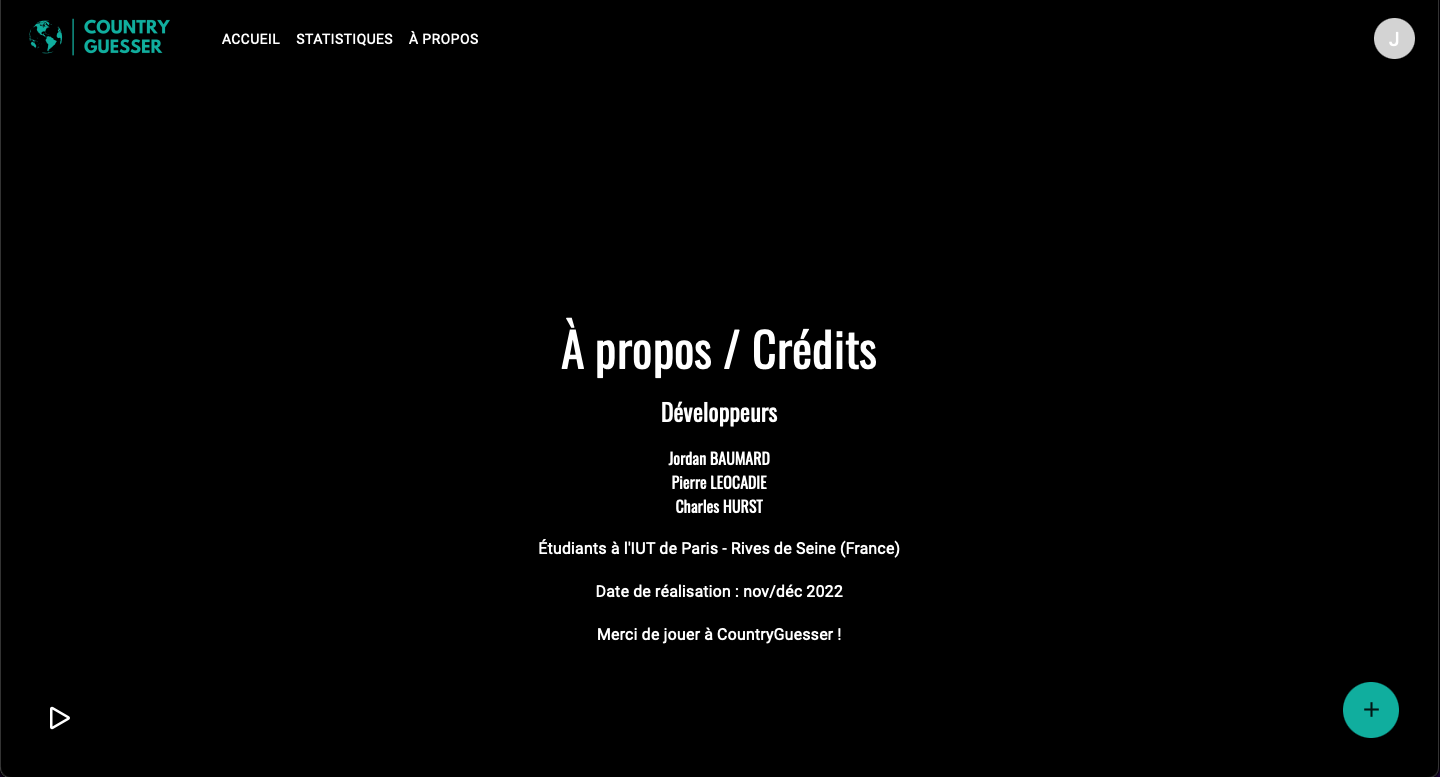 COUNTRY
GUESSER
ACCUEIL STATISTIQUES À PROPOS
J
À propos / Crédits
Développeurs
Jordan BAUMARD
Pierre LEOCADIE
Charles HURST
Étudiants à l'IUT de Paris - Rives de Seine (France)
Date de réalisation : nov/déc 2022
Merci de jouer à CountryGuesser !
+